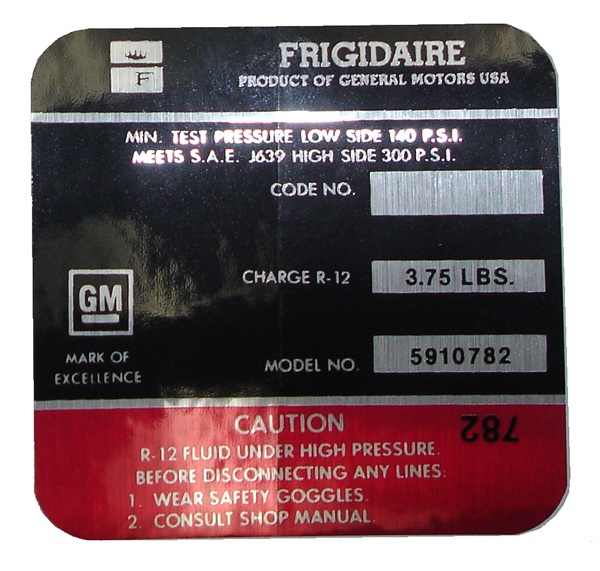 F
FRIGIDAIRE
PRODUCT OF GENERAL MOTORS USA
MIN. TEST PRESSURE LOW SIDE 140 P.S.I.
MEETS S.A.E. J639 HIGH SIDE 300 P.S.I.
CODE NO.
CHARGE R-12 3.75 LBS.
GM
MARK OF
EXCELLENCE
MODEL NO. 5910782
CAUTION
782
R-12 FLUID UNDER HIGH PRESSURE.
BEFORE DISCONNECTING ANY LINES:
1. WEAR SAFETY GOGGLES.
2. CONSULT SHOP MANUAL.